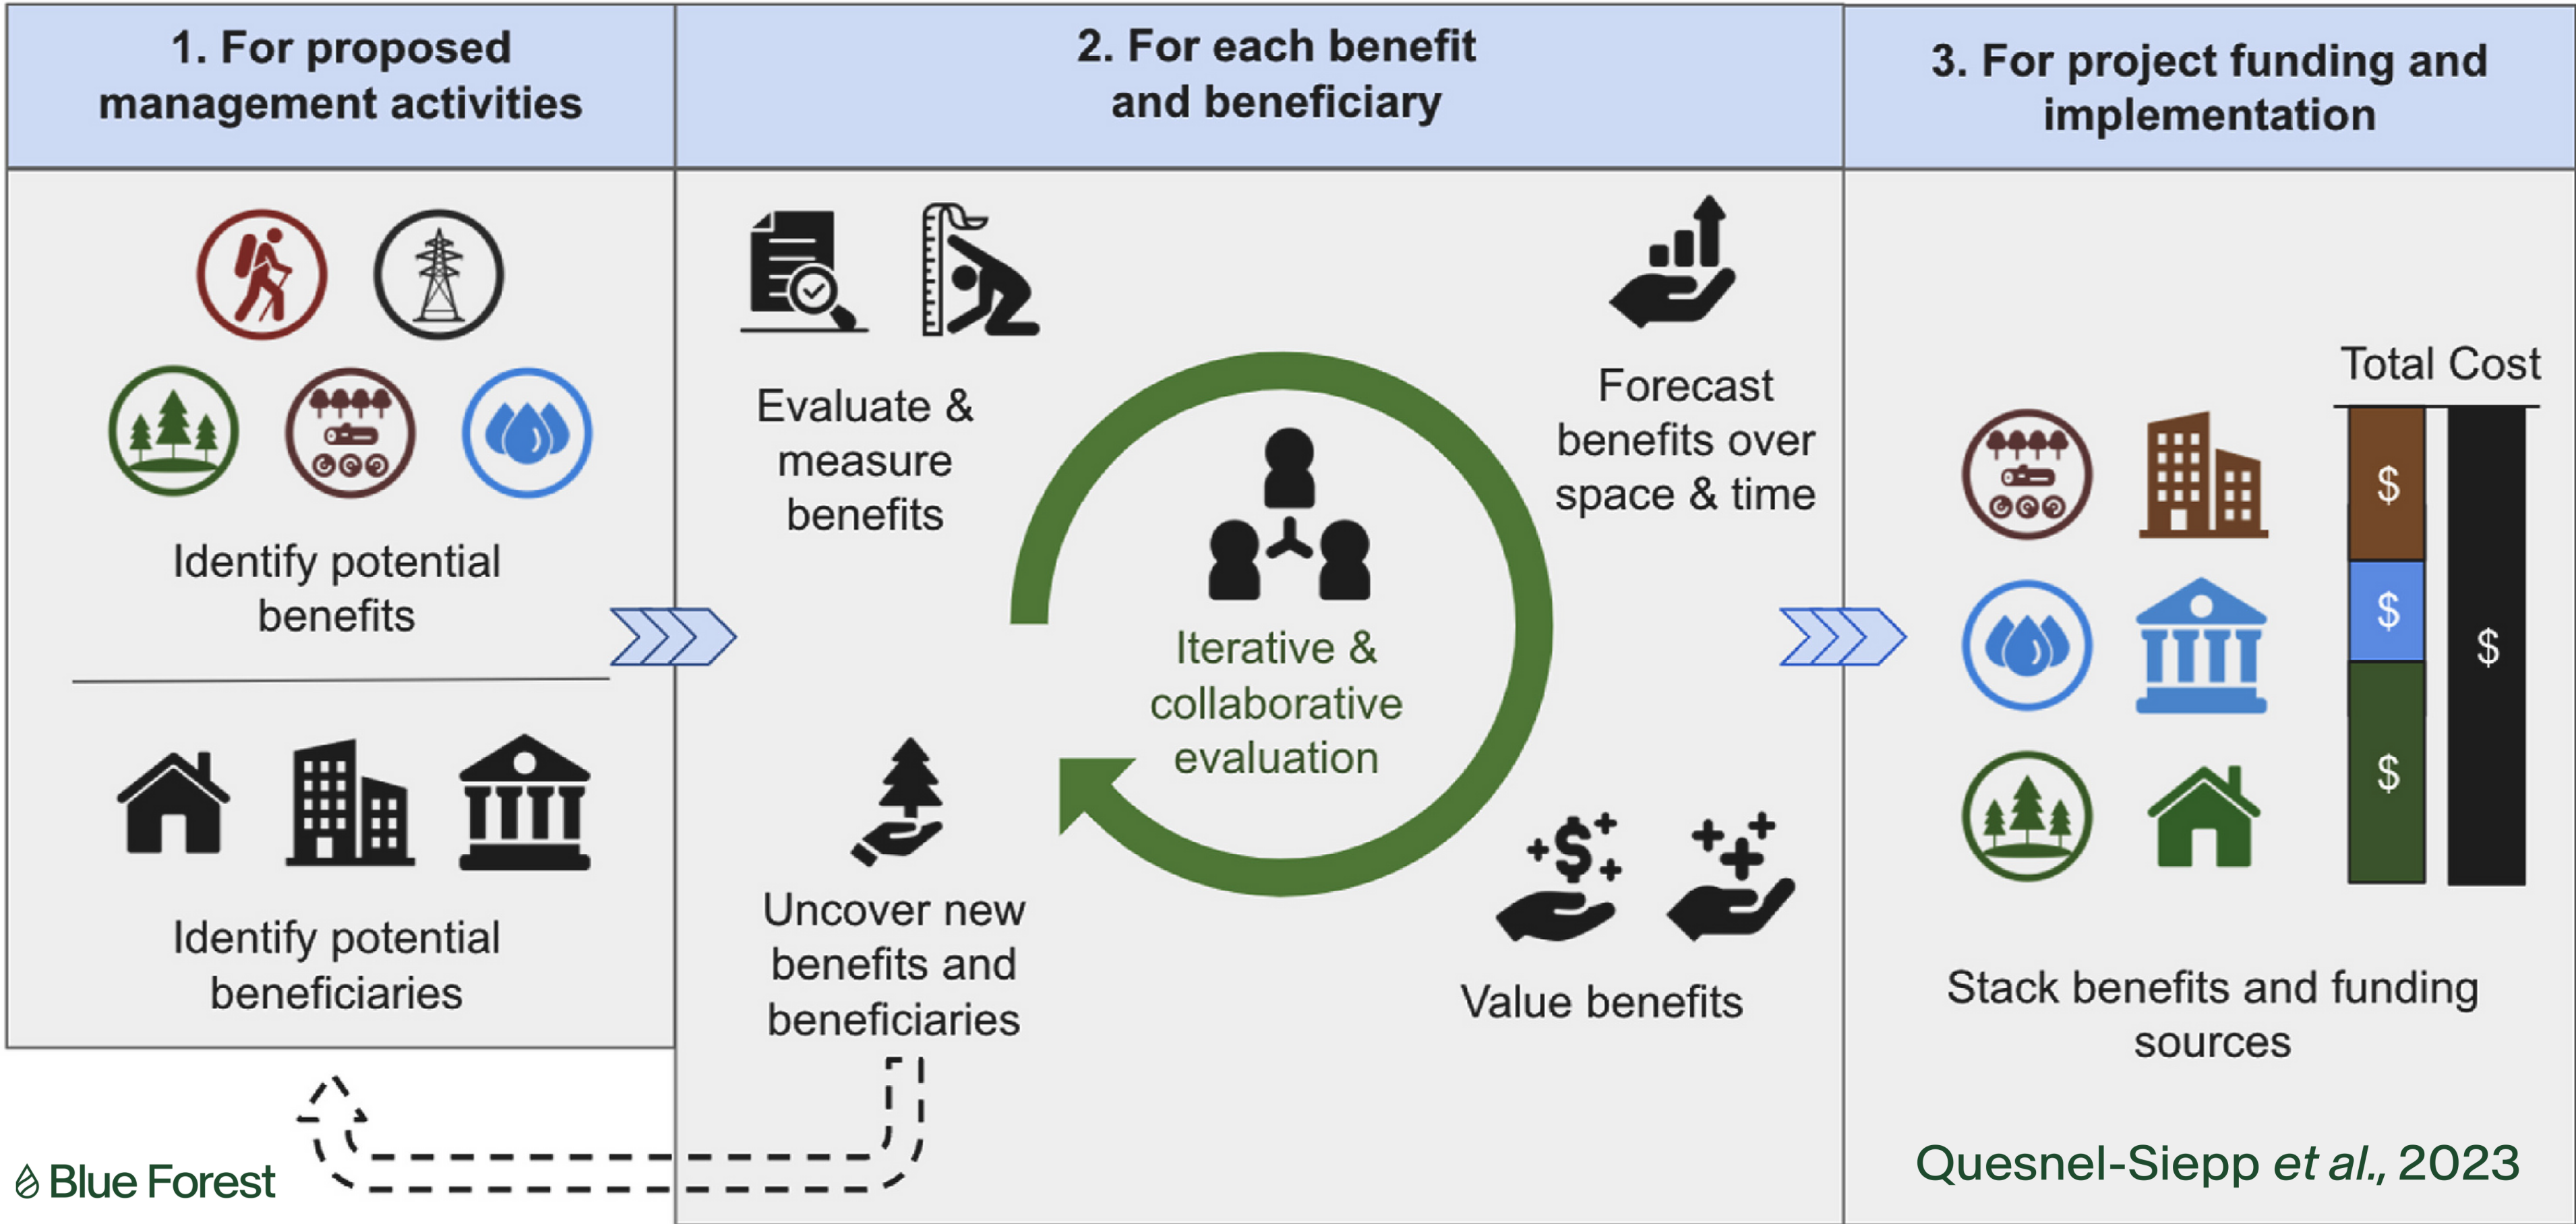 1. For proposed
management activities
2. For each benefit
and beneficiary
3. For project funding and
implementation
Identify potential
benefits
Identify potential
beneficiaries
Evaluate &
measure
benefits
Forecast
benefits over
space & time
Iterative &
collaborative
evaluation
Uncover new
benefits and
beneficiaries
Value benefits
Total Cost
$
$
$
$
Stack benefits and funding
sources
Blue Forest
Quesnel-Siepp et al., 2023